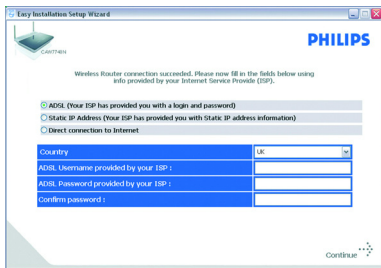 Easy Installation Setup Wizard
PHILIPS
Wireless Router connection succeeded. Please now fill in the fields below using
info provided by your Internet Service Provide (ISP).
ADSL (Your ISP has provided you with a login and password)
Static IP Address (Your ISP has provided you with Static IP address information)
Direct connection to Internet
Country
UK
ADSL Username provided by your ISP :
ADSL Password provided by your ISP :
Confirm password :
Continue